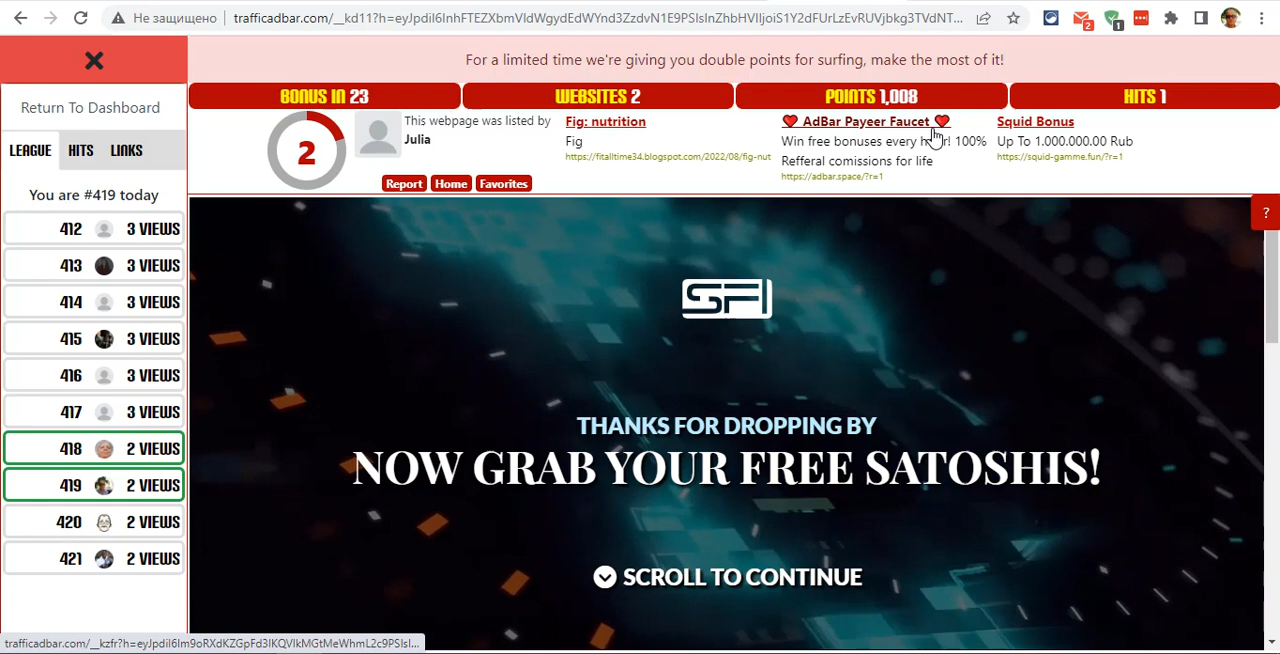 Не защищено
trafficadbar.com/__kd11?h=eyJpdiI6InhFTEZXbmVldWgydEdWYnd3ZzdvN1E9PSIsInZhbHVlIjoiS1Y2dFUrLzEvRUVjbkg3TVdNT...
2
1
For a limited time we're giving you double points for surfing, make the most of it!
Return To Dashboard
LEAGUE HITS LINKS
You are #419 today
412 3 VIEWS
413 3 VIEWS
414 3 VIEWS
415 3 VIEWS
416 3 VIEWS
417 3 VIEWS
418 2 VIEWS
419 2 VIEWS
420 2 VIEWS
421 2 VIEWS
BONUS IN 23
WEBSITES 2
POINTS 1,008
HITS 1
2
This webpage was listed by
Julia
Report Home Favorites
Fig: nutrition
Fig
https://fitalltime34.blogspot.com/2022/08/fig-nut
AdBar Payeer Faucet
Win free bonuses every hour! 100%
Refferal comissions for life
https://adbar.space/?r=1
Squid Bonus
Up To 1.000.000.00 Rub
https://squid-gamme.fun/?r=1
?
SFI
THANKS FOR DROPPING BY
NOW GRAB YOUR FREE SATOSHIS!
SCROLL TO CONTINUE